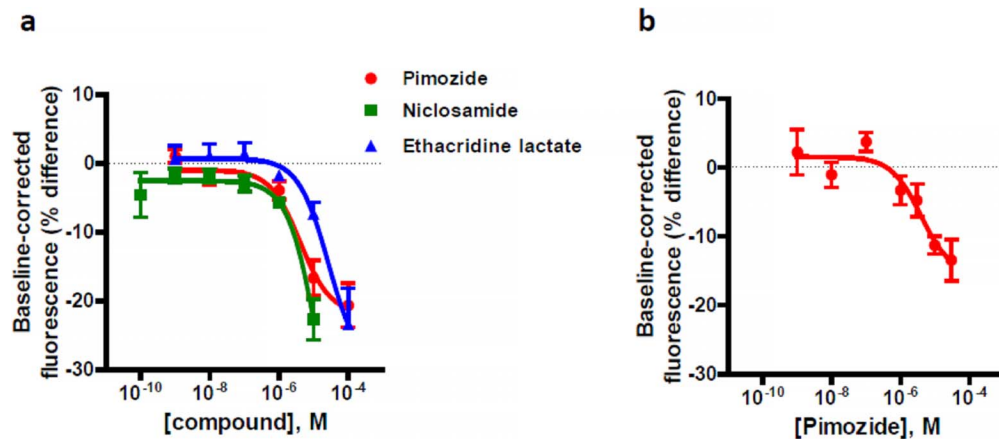 a
b
Pimozide
Niclosamide
Ethacridine lactate
Baseline-corrected
fluorescence (% difference)
10
0
-10
-20
-30
10⁻¹⁰ 10⁻⁸ 10⁻⁶ 10⁻⁴
[compound], M
Baseline-corrected
fluorescence (% difference)
10
0
-10
-20
-30
10⁻¹⁰ 10⁻⁸ 10⁻⁶ 10⁻⁴
[Pimozide], M